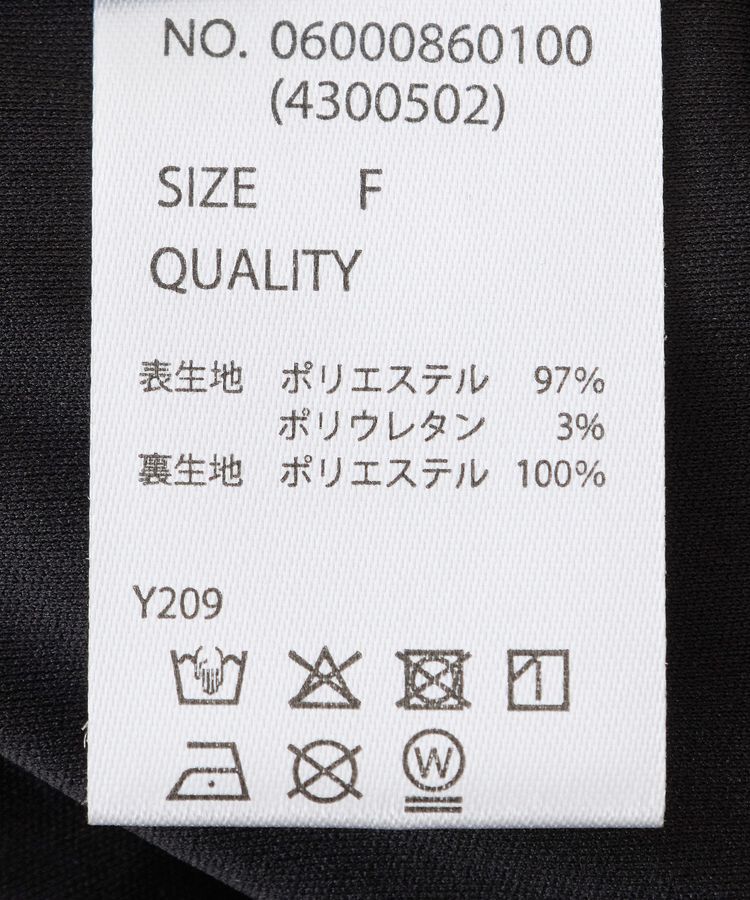 NO. 06000860100
(4300502)
SIZE F
QUALITY
表生地 ポリエステル 97%
ポリウレタン 3%
裏生地 ポリエステル 100%
Y209
W